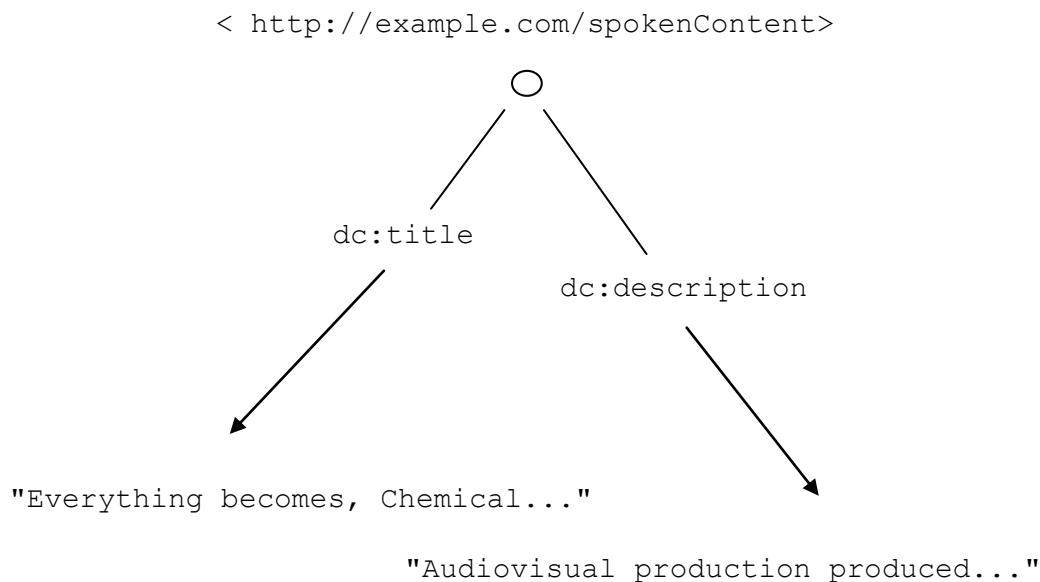 < http://example.com/spokenContent>
dc:title
dc:description
"Everything becomes, Chemical..."
"Audiovisual production produced..."